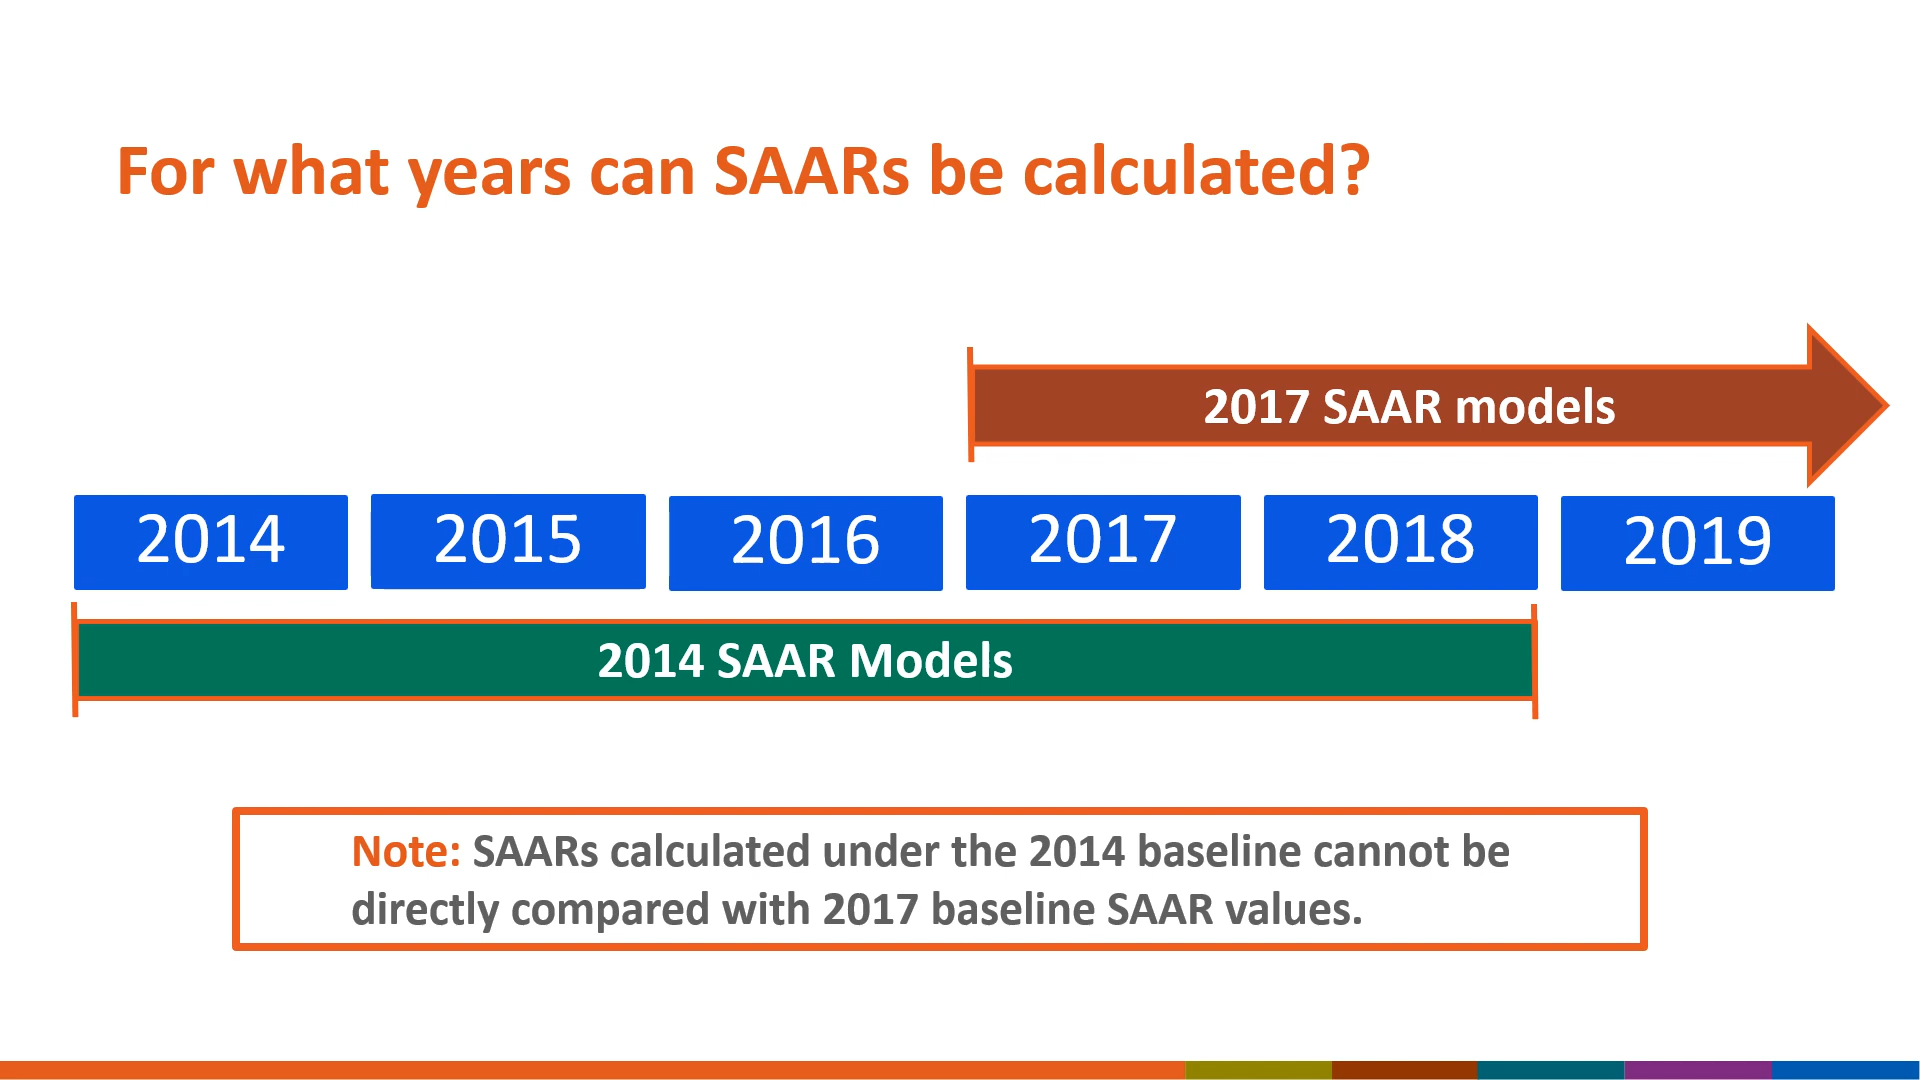 For what years can SAARs be calculated?
2017 SAAR models
2014 2015 2016 2017 2018 2019
2014 SAAR Models
Note: SAARs calculated under the 2014 baseline cannot be
directly compared with 2017 baseline SAAR values.